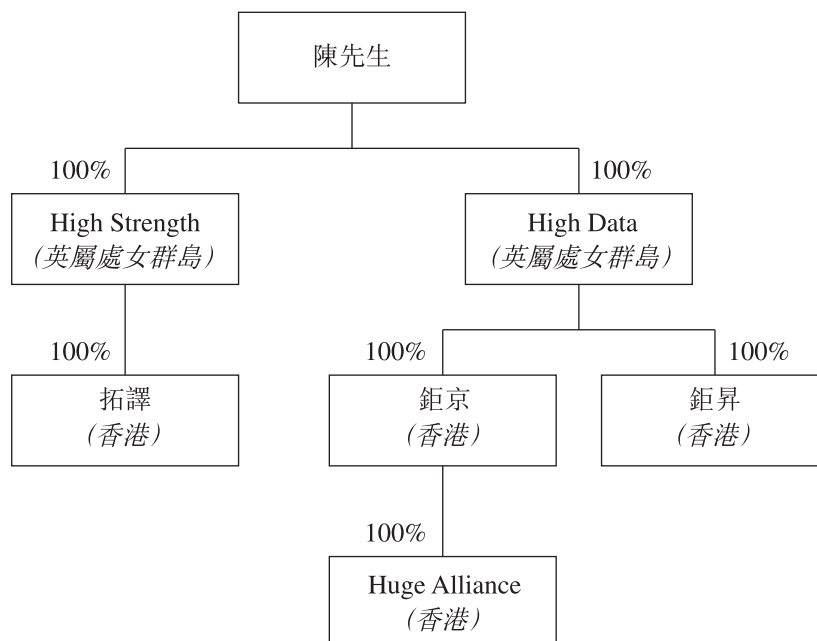 陳先生
100%
100%
High Strength
(英屬處女群島)
High Data
(英屬處女群島)
100%
100%
100%
拓譯
(香港)
鉅京
(香港)
鉅昇
(香港)
100%
Huge Alliance
(香港)